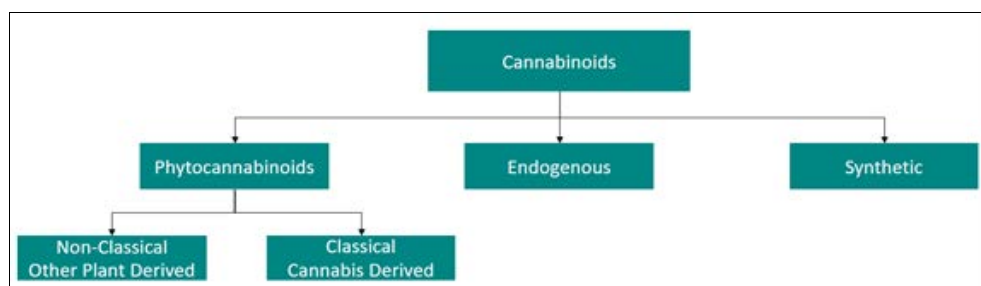 Cannabinoids
Phytocannabinoids
Endogenous
Synthetic
Non-Classical
Other Plant Derived
Classical
Cannabis Derived